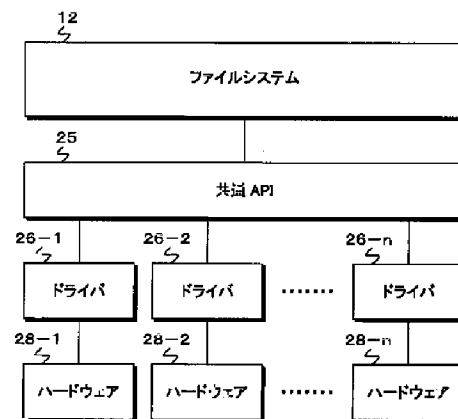 12
ファイルシステム
25
共通 API
26-1 26-2 26-n
ドライバ ドライバ ‥‥‥ ドライバ
28-1 28-2 28-n
ハードウェア ハードウェア ‥‥‥ ハードウェア